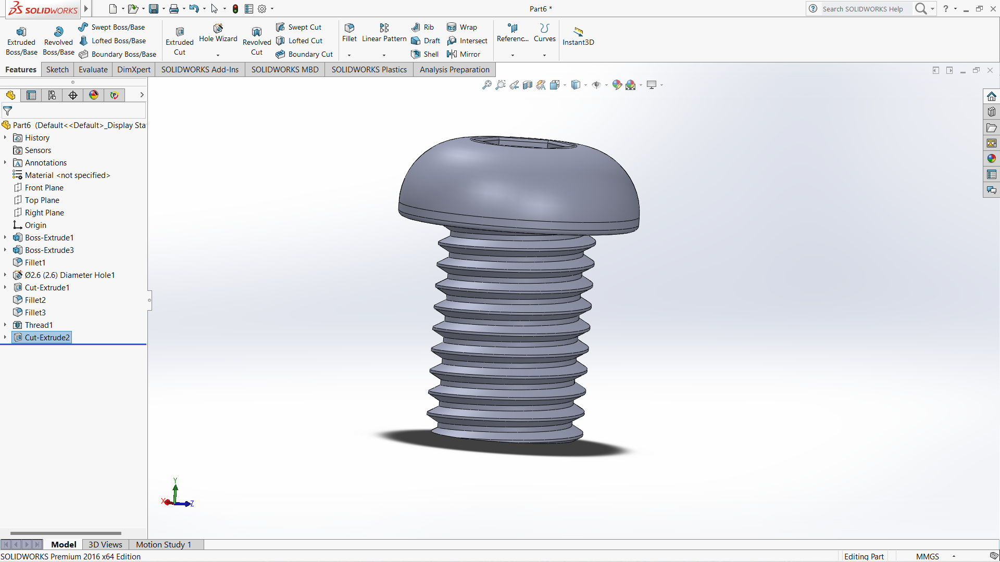 SOLIDWORKS
Part6 *
Search SOLIDWORKS Help
Extruded Boss/Base
Revolved Boss/Base
Swept Boss/Base
Lofted Boss/Base
Boundary Boss/Base
Extruded Cut
Hole Wizard
Revolved Cut
Swept Cut
Lofted Cut
Boundary Cut
Fillet
Linear Pattern
Rib
Draft
Shell
Wrap
Intersect
Mirror
Referenc...
Curves
Instant3D
Features
Sketch
Evaluate
DimXpert
SOLIDWORKS Add-Ins
SOLIDWORKS MBD
SOLIDWORKS Plastics
Analysis Preparation
Part6 (Default<<Default>_Display Sta
History
Sensors
Annotations
Material <not specified>
Front Plane
Top Plane
Right Plane
Origin
Boss-Extrude1
Boss-Extrude3
Fillet1
Ø2.6 (2.6) Diameter Hole1
Cut-Extrude1
Fillet2
Fillet3
Thread1
Cut-Extrude2
Y
X
Z
Model
3D Views
Motion Study 1
SOLIDWORKS Premium 2016 x64 Edition
Editing Part
MMGS